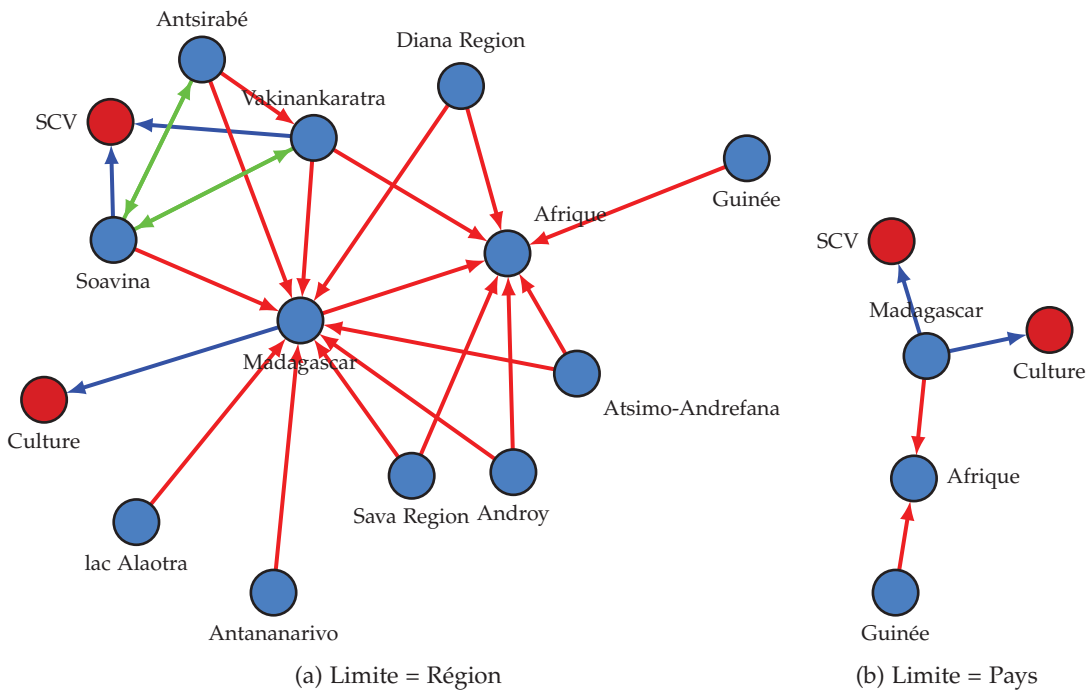 Antsirabé
Diana Region
Vakinankaratra
SCV
Guinée
Afrique
Soavina
SCV
Madagascar
Madagascar
Culture
Atsimo-Andrefana
Culture
Afrique
Sava Region
Androy
lac Alaotra
Antananarivo
Guinée
(a) Limite = Région
(b) Limite = Pays